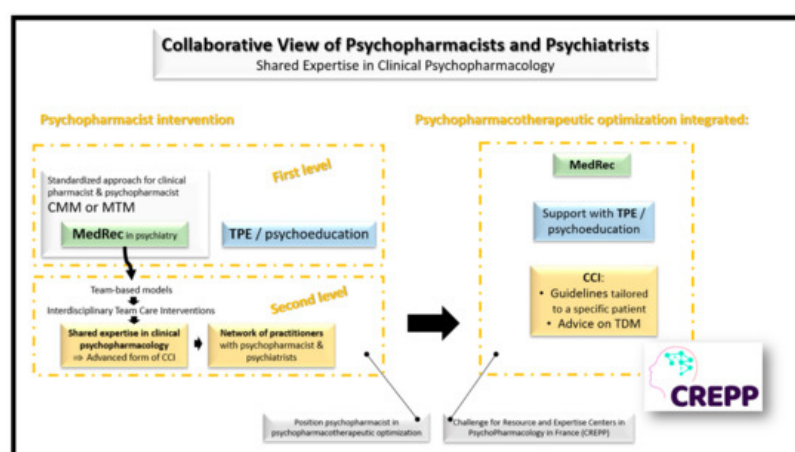 Collaborative View of Psychopharmacists and Psychiatrists
Shared Expertise in Clinical Psychopharmacology
Psychopharmacist intervention
First level
Standardized approach for clinical
pharmacist & psychopharmacist
CMM or MTM
MedRec in psychiatry
TPE / psychoeducation
Second level
Team-based models
Interdisciplinary Team Care Interventions
Shared expertise in clinical
psychopharmacology
⇒ Advanced form of CCI
Network of practitioners
with psychopharmacist &
psychiatrists
Psychopharmacotherapeutic optimization integrated:
MedRec
Support with TPE /
psychoeducation
CCI:
• Guidelines tailored
to a specific patient
• Advice on TDM
CREPP
Position psychopharmacist in
psychopharmacotherapeutic optimization
Challenge for Resource and Expertise Centers in
PsychoPharmacology in France (CREPP)